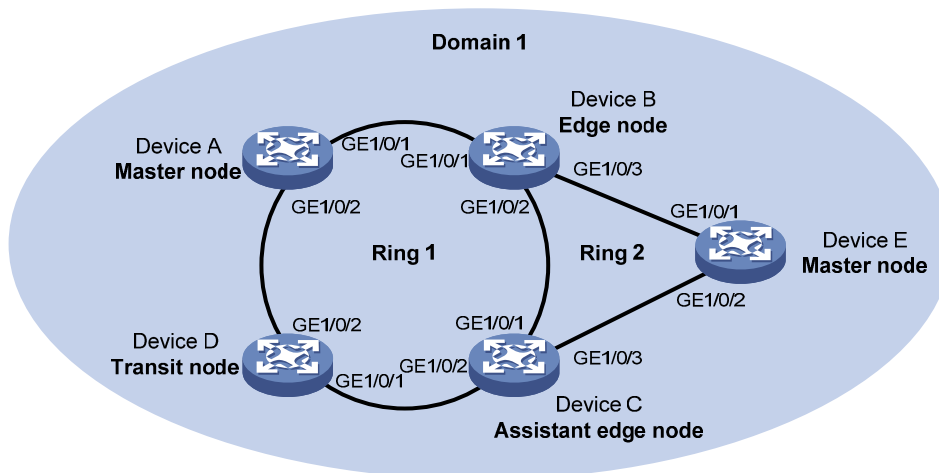 Domain 1
Device B
Edge node
Device A
Master node
GE1/0/1
GE1/0/1
GE1/0/3
GE1/0/2
GE1/0/2
GE1/0/1
Device E
Master node
Ring 1
Ring 2
GE1/0/2
GE1/0/2
GE1/0/1
Device D
Transit node
GE1/0/1
GE1/0/2
GE1/0/3
Device C
Assistant edge node